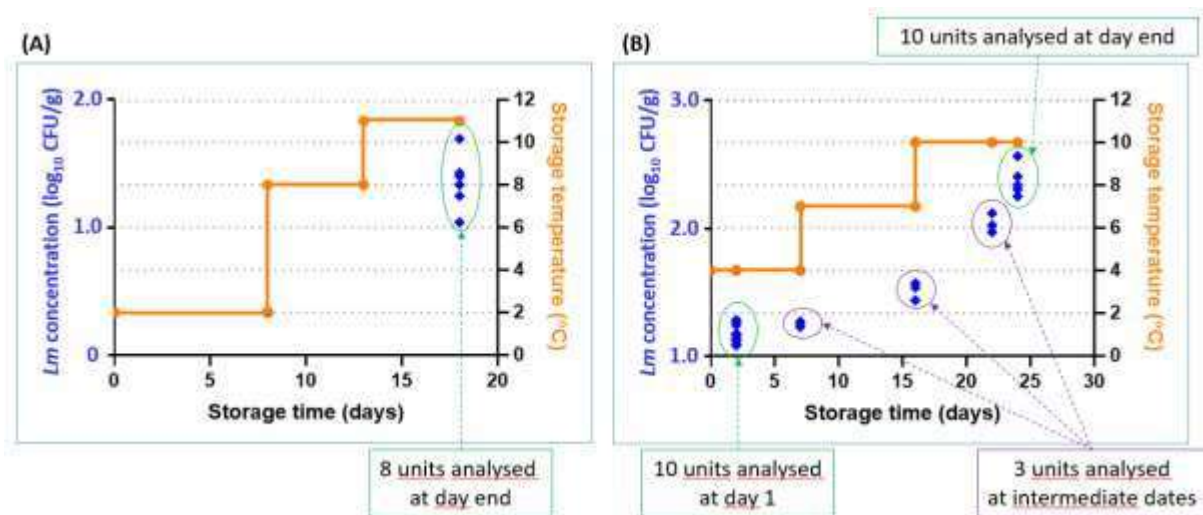 (A)
(B)
10 units analysed at day end
Lm concentration (log10 CFU/g)
2.0
1.0
0
12
10
8
6
4
2
0
Storage temperature (°C)
0
5
10
15
20
Storage time (days)
Lm concentration (log10 CFU/g)
3.0
2.0
1.0
12
10
8
6
4
2
0
Storage temperature (°C)
0
5
10
15
20
25
30
Storage time (days)
8 units analysed
at day end
10 units analysed
at day 1
3 units analysed
at intermediate dates